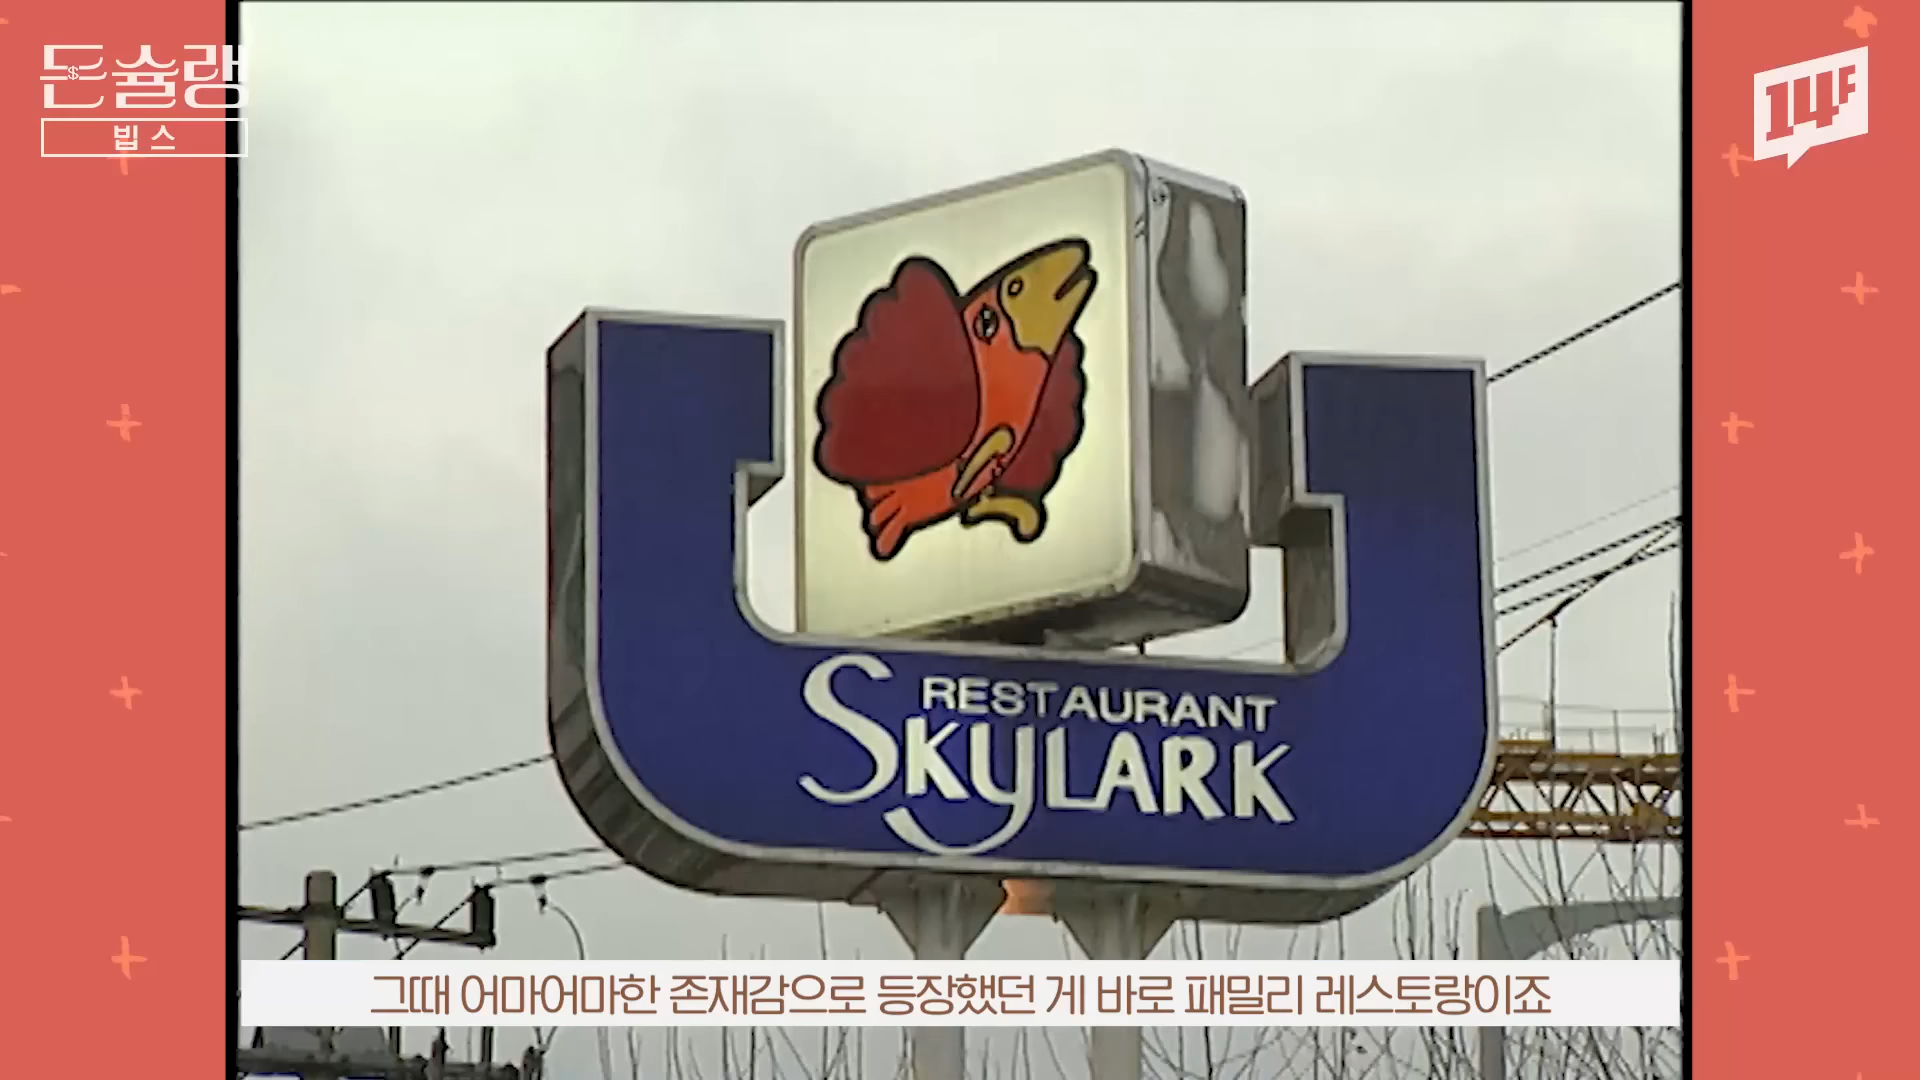 돈슐랭
빕스
14F
RESTAURANT
SKYLARK
그때 어마어마한 존재감으로 등장했던 게 바로 패밀리 레스토랑이죠